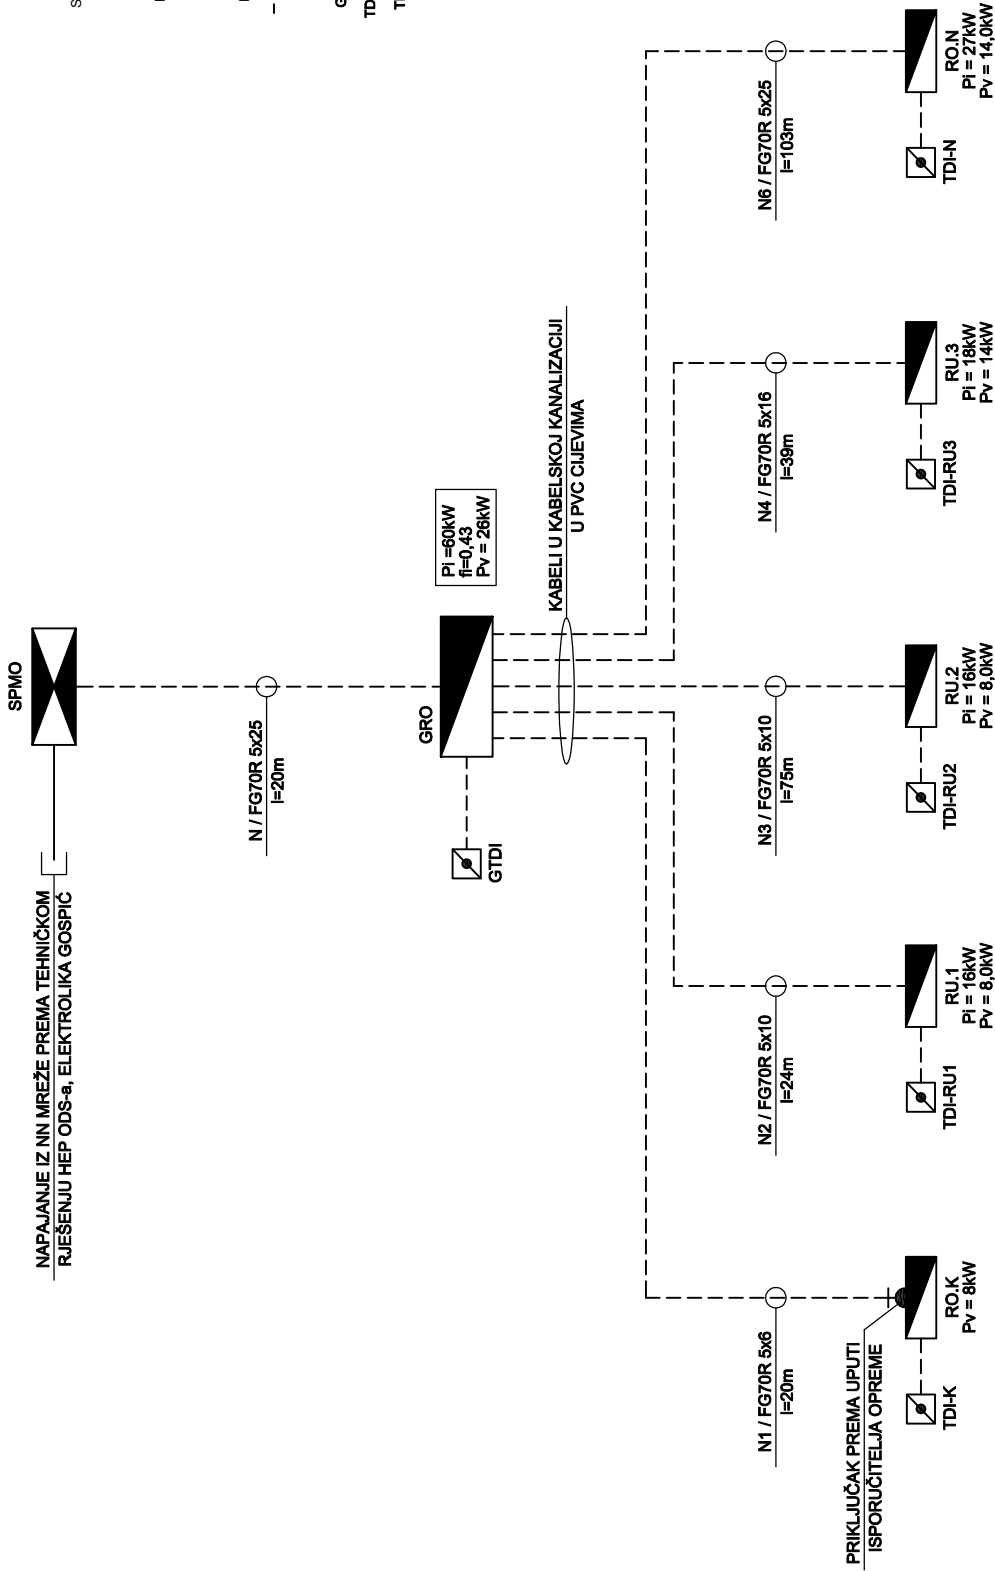 SPMO
NAPAJANJE IZ NN MREŽE PREMA TEHNIČKOM
RJEŠENJU HEP ODS-a, ELEKTROLIKA GOSPIĆ
N / FG70R 5x25
l=20m
GRO
Pi =60kW
fi=0,43
Pv = 26kW
GTDI
KABELI U KABELSKOJ KANALIZACIJI
U PVC CIJEVIMA
N1 / FG70R 5x6
l=20m
N2 / FG70R 5x10
l=24m
N3 / FG70R 5x10
l=75m
N4 / FG70R 5x16
l=39m
N6 / FG70R 5x25
l=103m
PRIKLJUČAK PREMA UPUTI
ISPORUČITELJA OPREME
TDI-K
RO.K
Pv = 8kW
TDI-RU1
RU.1
Pi = 16kW
Pv = 8,0kW
TDI-RU2
RU.2
Pi = 16kW
Pv = 8,0kW
TDI-RU3
RU.3
Pi = 18kW
Pv = 14kW
TDI-N
RO.N
Pi = 27kW
Pv = 14,0kW